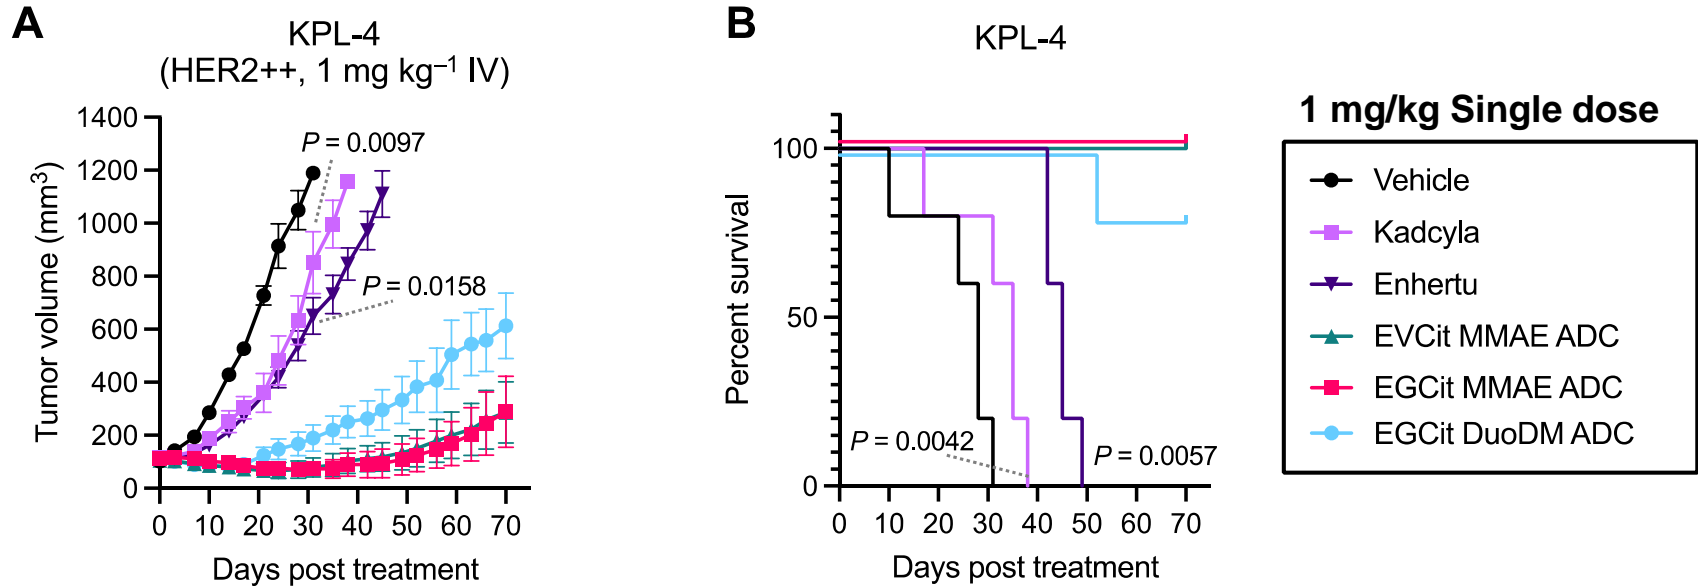 A
KPL-4
(HER2++, 1 mg kg⁻¹ IV)
Tumor volume (mm³)
1400
1200
1000
800
600
400
200
0
P = 0.0097
P = 0.0158
0 10 20 30 40 50 60 70
Days post treatment
B
KPL-4
Percent survival
100
50
0
P = 0.0042
P = 0.0057
0 10 20 30 40 50 60 70
Days post treatment
1 mg/kg Single dose
Vehicle
Kadcyla
Enhertu
EVCit MMAE ADC
EGCit MMAE ADC
EGCit DuoDM ADC